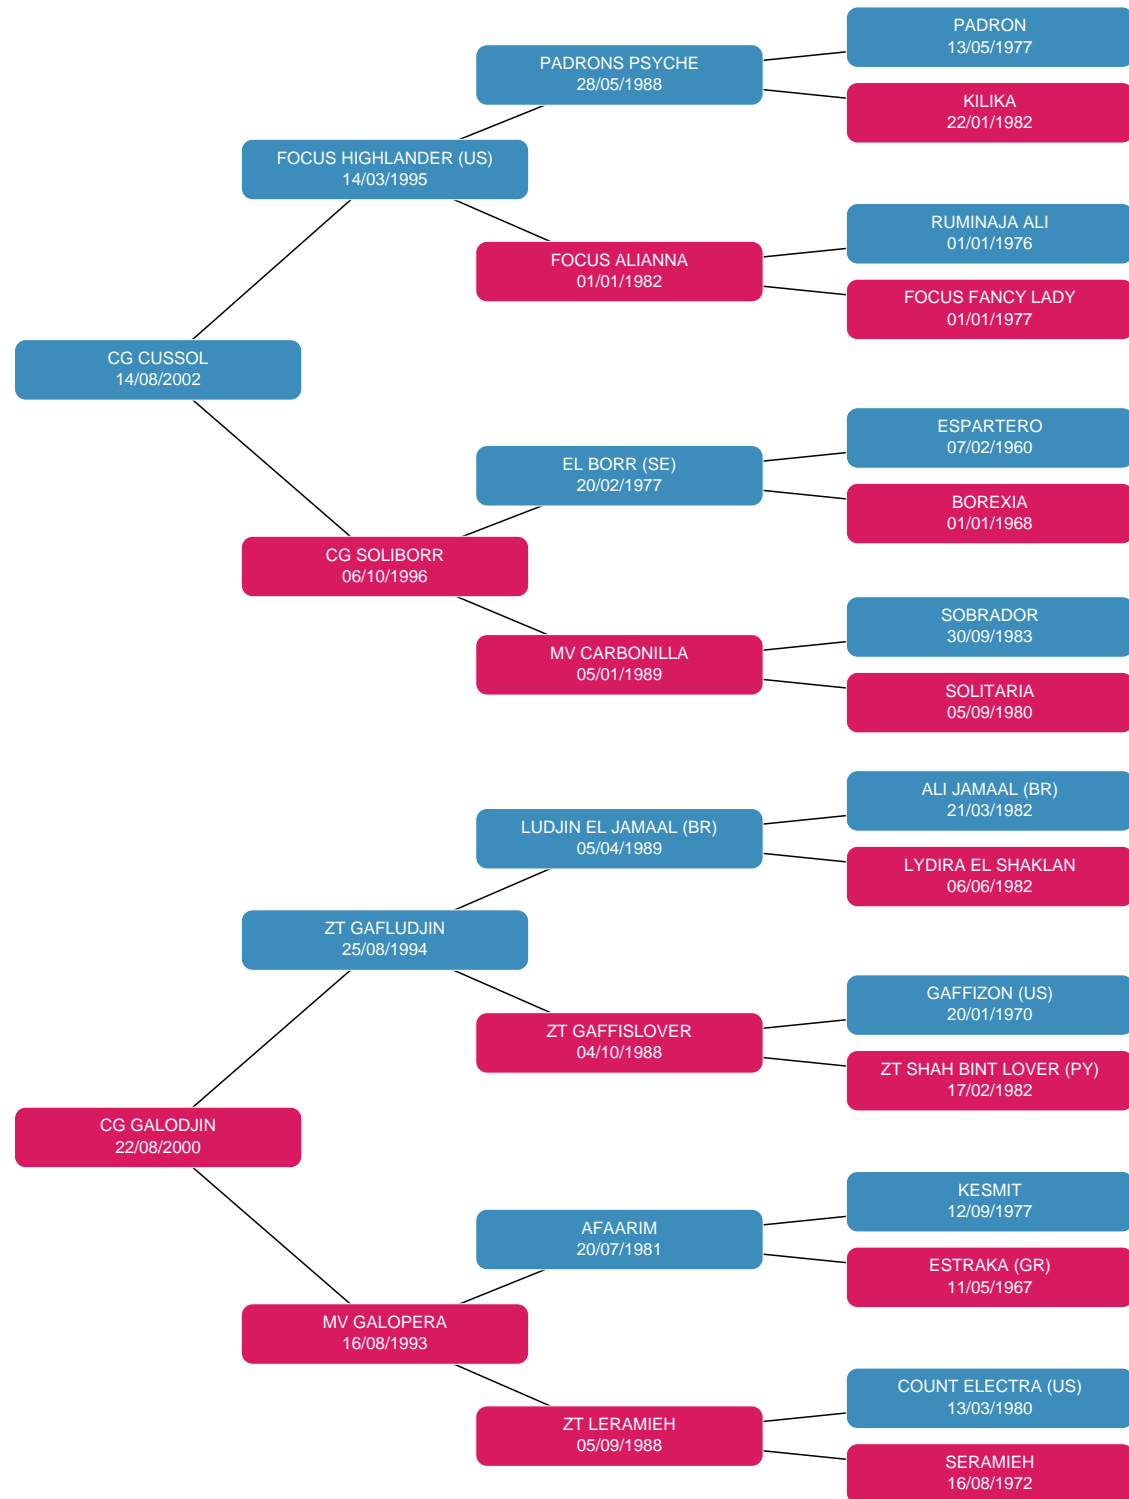 PADRON
13/05/1977
PADRONS PSYCHE
28/05/1988
KILIKA
22/01/1982
FOCUS HIGHLANDER (US)
14/03/1995
RUMINAJA ALI
01/01/1976
FOCUS ALIANNA
01/01/1982
FOCUS FANCY LADY
01/01/1977
CG CUSSOL
14/08/2002
ESPARTERO
07/02/1960
EL BORR (SE)
20/02/1977
BOREXIA
01/01/1968
CG SOLIBORR
06/10/1996
SOBRADOR
30/09/1983
MV CARBONILLA
05/01/1989
SOLITARIA
05/09/1980
ALI JAMAAL (BR)
21/03/1982
LUDJIN EL JAMAAL (BR)
05/04/1989
LYDIRA EL SHAKLAN
06/06/1982
ZT GAFLUDJIN
25/08/1994
GAFFIZON (US)
20/01/1970
ZT GAFFISLOVER
04/10/1988
ZT SHAH BINT LOVER (PY)
17/02/1982
CG GALODJIN
22/08/2000
KESMIT
12/09/1977
AFAARIM
20/07/1981
ESTRAKA (GR)
11/05/1967
MV GALOPERA
16/08/1993
COUNT ELECTRA (US)
13/03/1980
ZT LERAMIEH
05/09/1988
SERAMIEH
16/08/1972